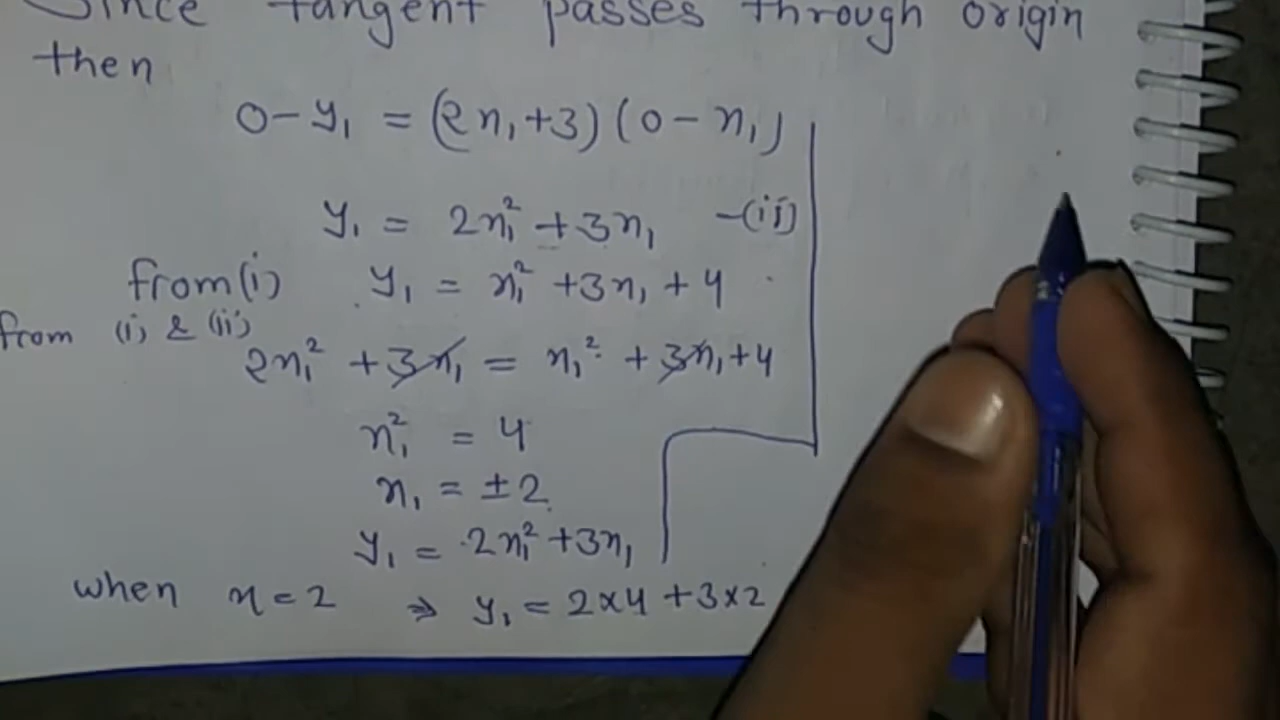 Since tangent passes through origin
then
0 - y₁ = (2x₁+3) (0 - x₁)
y₁ = 2x₁² + 3x₁ -(ii)
from(i) y₁ = x₁² + 3x₁ + 4
from (i) & (ii)
2x₁² + 3x₁ = x₁² + 3x₁ + 4
x₁² = 4
x₁ = ±2
y₁ = 2x₁² + 3x₁
when x = 2 ⇒ y₁ = 2×4 + 3×2